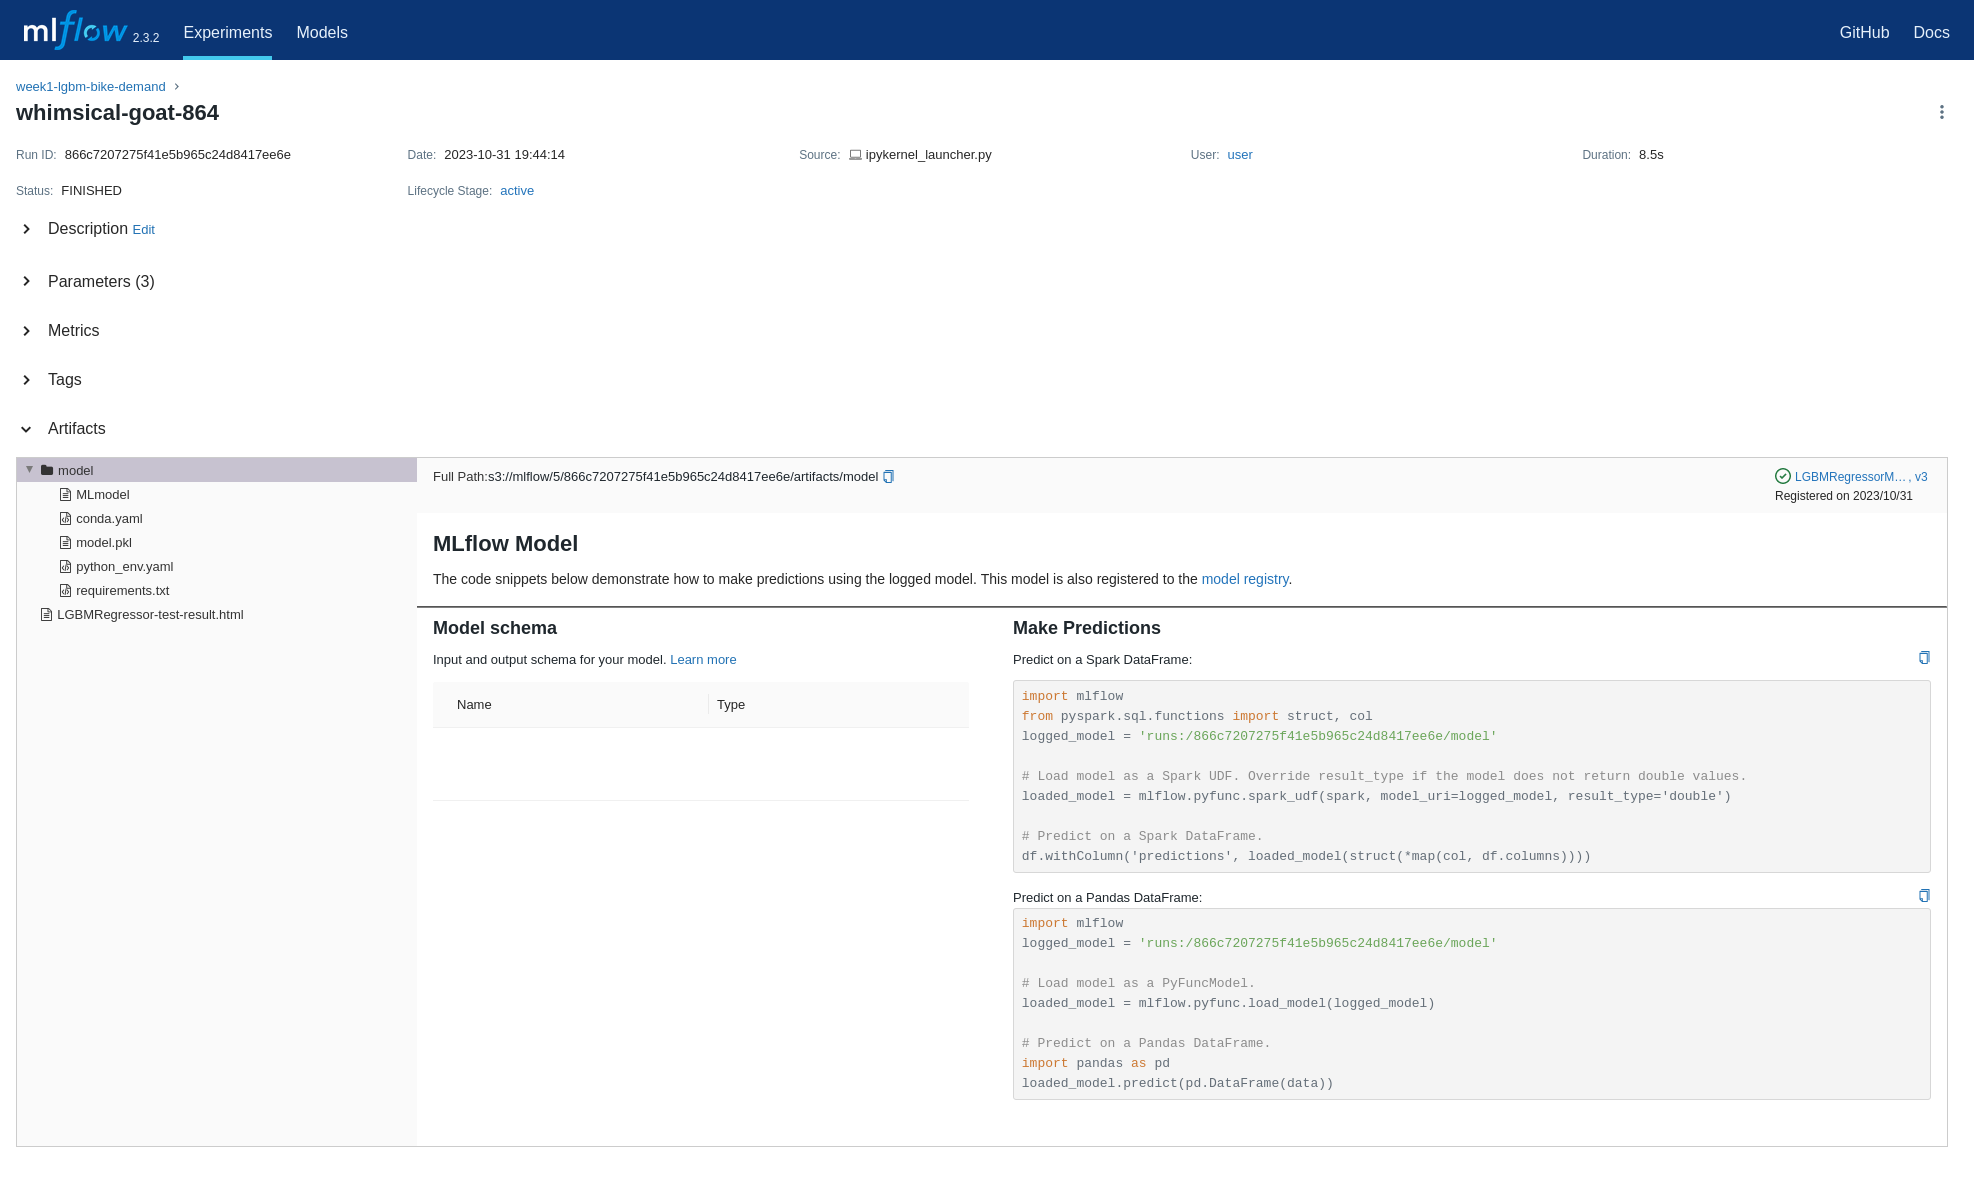 mlflow 2.3.2 Experiments Models GitHub Docs
week1-lgbm-bike-demand
whimsical-goat-864
Run ID: 866c7207275f41e5b965c24d8417ee6e Date: 2023-10-31 19:44:14 Source: ipykernel_launcher.py User: user Duration: 8.5s
Status: FINISHED Lifecycle Stage: active
Description Edit
Parameters (3)
Metrics
Tags
Artifacts
model
MLmodel
conda.yaml
model.pkl
python_env.yaml
requirements.txt
LGBMRegressor-test-result.html
Full Path:s3://mlflow/5/866c7207275f41e5b965c24d8417ee6e/artifacts/model
LGBMRegressorM… , v3
Registered on 2023/10/31
MLflow Model
The code snippets below demonstrate how to make predictions using the logged model. This model is also registered to the model registry.
Model schema
Input and output schema for your model. Learn more
Name Type
Make Predictions
Predict on a Spark DataFrame:
import mlflow
from pyspark.sql.functions import struct, col
logged_model = 'runs:/866c7207275f41e5b965c24d8417ee6e/model'
# Load model as a Spark UDF. Override result_type if the model does not return double values.
loaded_model = mlflow.pyfunc.spark_udf(spark, model_uri=logged_model, result_type='double')
# Predict on a Spark DataFrame.
df.withColumn('predictions', loaded_model(struct(*map(col, df.columns))))
Predict on a Pandas DataFrame:
import mlflow
logged_model = 'runs:/866c7207275f41e5b965c24d8417ee6e/model'
# Load model as a PyFuncModel.
loaded_model = mlflow.pyfunc.load_model(logged_model)
# Predict on a Pandas DataFrame.
import pandas as pd
loaded_model.predict(pd.DataFrame(data))